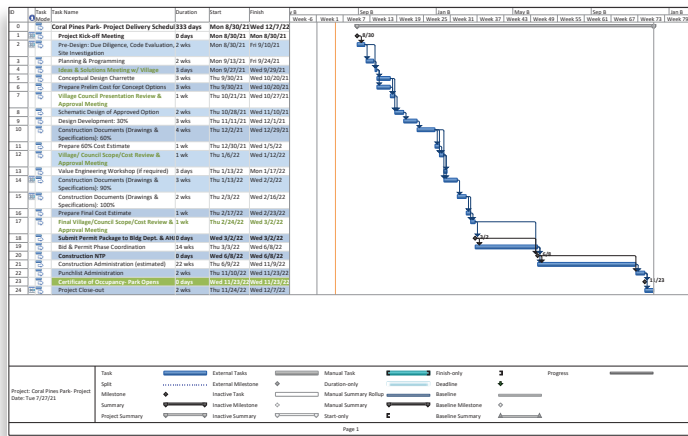 ID Task Mode Task Name Duration Start Finish
Week -6 Week 1 Week 7 Week 13 Week 19 Week 25 Week 31 Week 37 Week 43 Week 49 Week 55 Week 61 Week 67 Week 73 Week 79
0 Coral Pines Park- Project Delivery Schedul 333 days Mon 8/30/21 Wed 12/7/22
1 Project Kick-off Meeting 0 days Mon 8/30/21 Mon 8/30/21
2 Pre-Design: Due Diligence, Code Evaluation, Site Investigation 2 wks Mon 8/30/21 Fri 9/10/21
3 Planning & Programming 2 wks Mon 9/13/21 Fri 9/24/21
4 Ideas & Solutions Meeting w/ Village 3 days Mon 9/27/21 Wed 9/29/21
5 Conceptual Design Charrette 3 wks Thu 9/30/21 Wed 10/20/21
6 Prepare Prelim Cost for Concept Options 3 wks Thu 9/30/21 Wed 10/20/21
7 Village Council Presentation Review & Approval Meeting 1 wk Thu 10/21/21 Wed 10/27/21
8 Schematic Design of Approved Option 2 wks Thu 10/28/21 Wed 11/10/21
9 Design Development: 30% 3 wks Thu 11/11/21 Wed 12/1/21
10 Construction Documents (Drawings & Specifications): 60% 4 wks Thu 12/2/21 Wed 12/29/21
11 Prepare 60% Cost Estimate 1 wk Thu 12/30/21 Wed 1/5/22
12 Village/ Council Scope/Cost Review & Approval Meeting 1 wk Thu 1/6/22 Wed 1/12/22
13 Value Engineering Workshop (if required) 3 days Thu 1/13/22 Mon 1/17/22
14 Construction Documents (Drawings & Specifications): 90% 3 wks Thu 1/13/22 Wed 2/2/22
15 Construction Documents (Drawings & Specifications): 100% 2 wks Thu 2/3/22 Wed 2/16/22
16 Prepare Final Cost Estimate 1 wk Thu 2/17/22 Wed 2/23/22
17 Final Village/Council Scope/Cost Review & Approval Meeting 1 wk Thu 2/24/22 Wed 3/2/22
18 Submit Permit Package to Bldg Dept. & AHJ 0 days Wed 3/2/22 Wed 3/2/22
19 Bid & Permit Phase Coordination 14 wks Thu 3/3/22 Wed 6/8/22
20 Construction NTP 0 days Wed 6/8/22 Wed 6/8/22
21 Construction Administration (estimated) 22 wks Thu 6/9/22 Wed 11/9/22
22 Punchlist Administration 2 wks Thu 11/10/22 Wed 11/23/22
23 Certificate of Occupancy- Park Opens 0 days Wed 11/23/22 Wed 11/23/22
24 Project Close-out 2 wks Thu 11/24/22 Wed 12/7/22
8/30
11/23
Project: Coral Pines Park- Project
Date: Tue 7/27/21
Task External Tasks Manual Task Finish-only Progress
Split External Milestone Duration-only Deadline
Milestone Inactive Task Manual Summary Rollup Baseline
Summary Inactive Milestone Manual Summary Baseline Milestone
Project Summary Inactive Summary Start-only Baseline Summary
Page 1